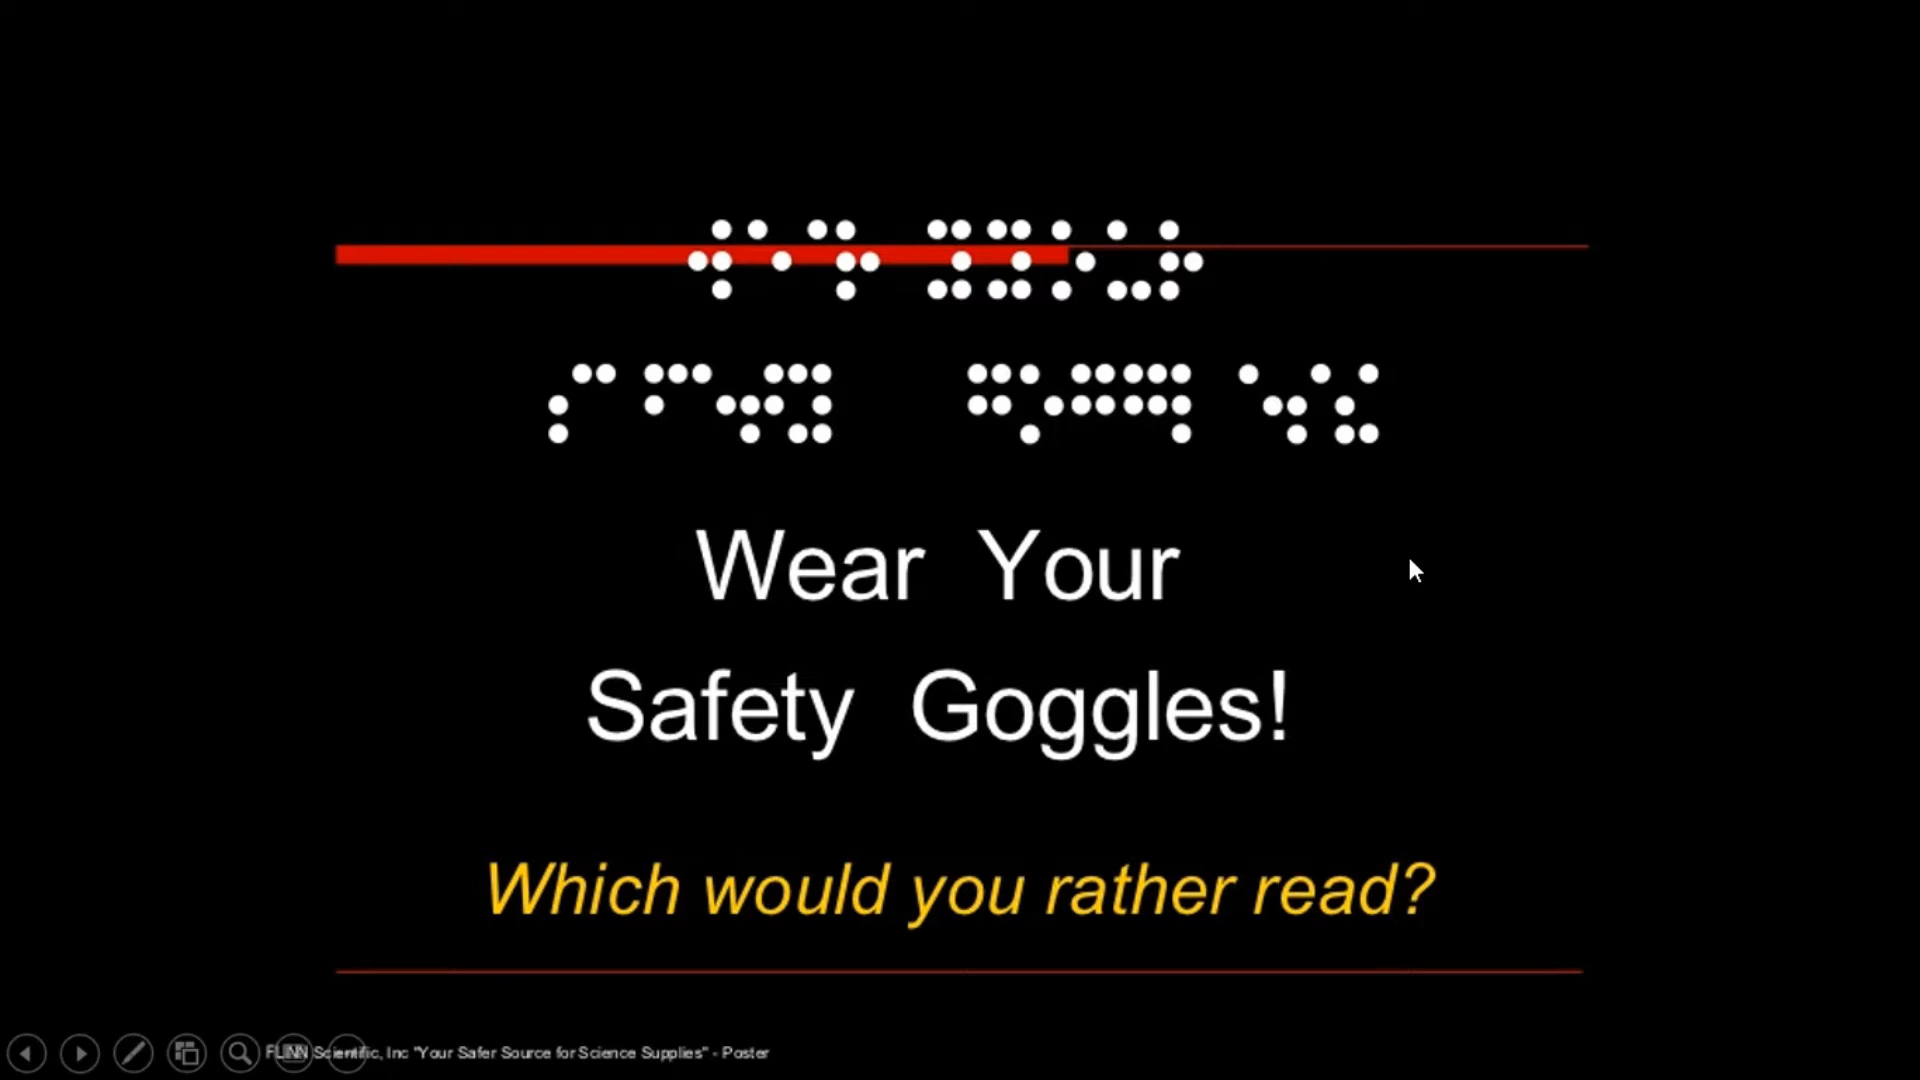 ⠺⠑⠁⠗ ⠽⠽⠕⠥⠗
⠎⠁⠋⠑⠞⠽ ⠛⠕⠛⠛⠇⠑⠎⠮
Wear Your
Safety Goggles!
Which would you rather read?
FLINN Scientific, Inc "Your Safer Source for Science Supplies" - Poster